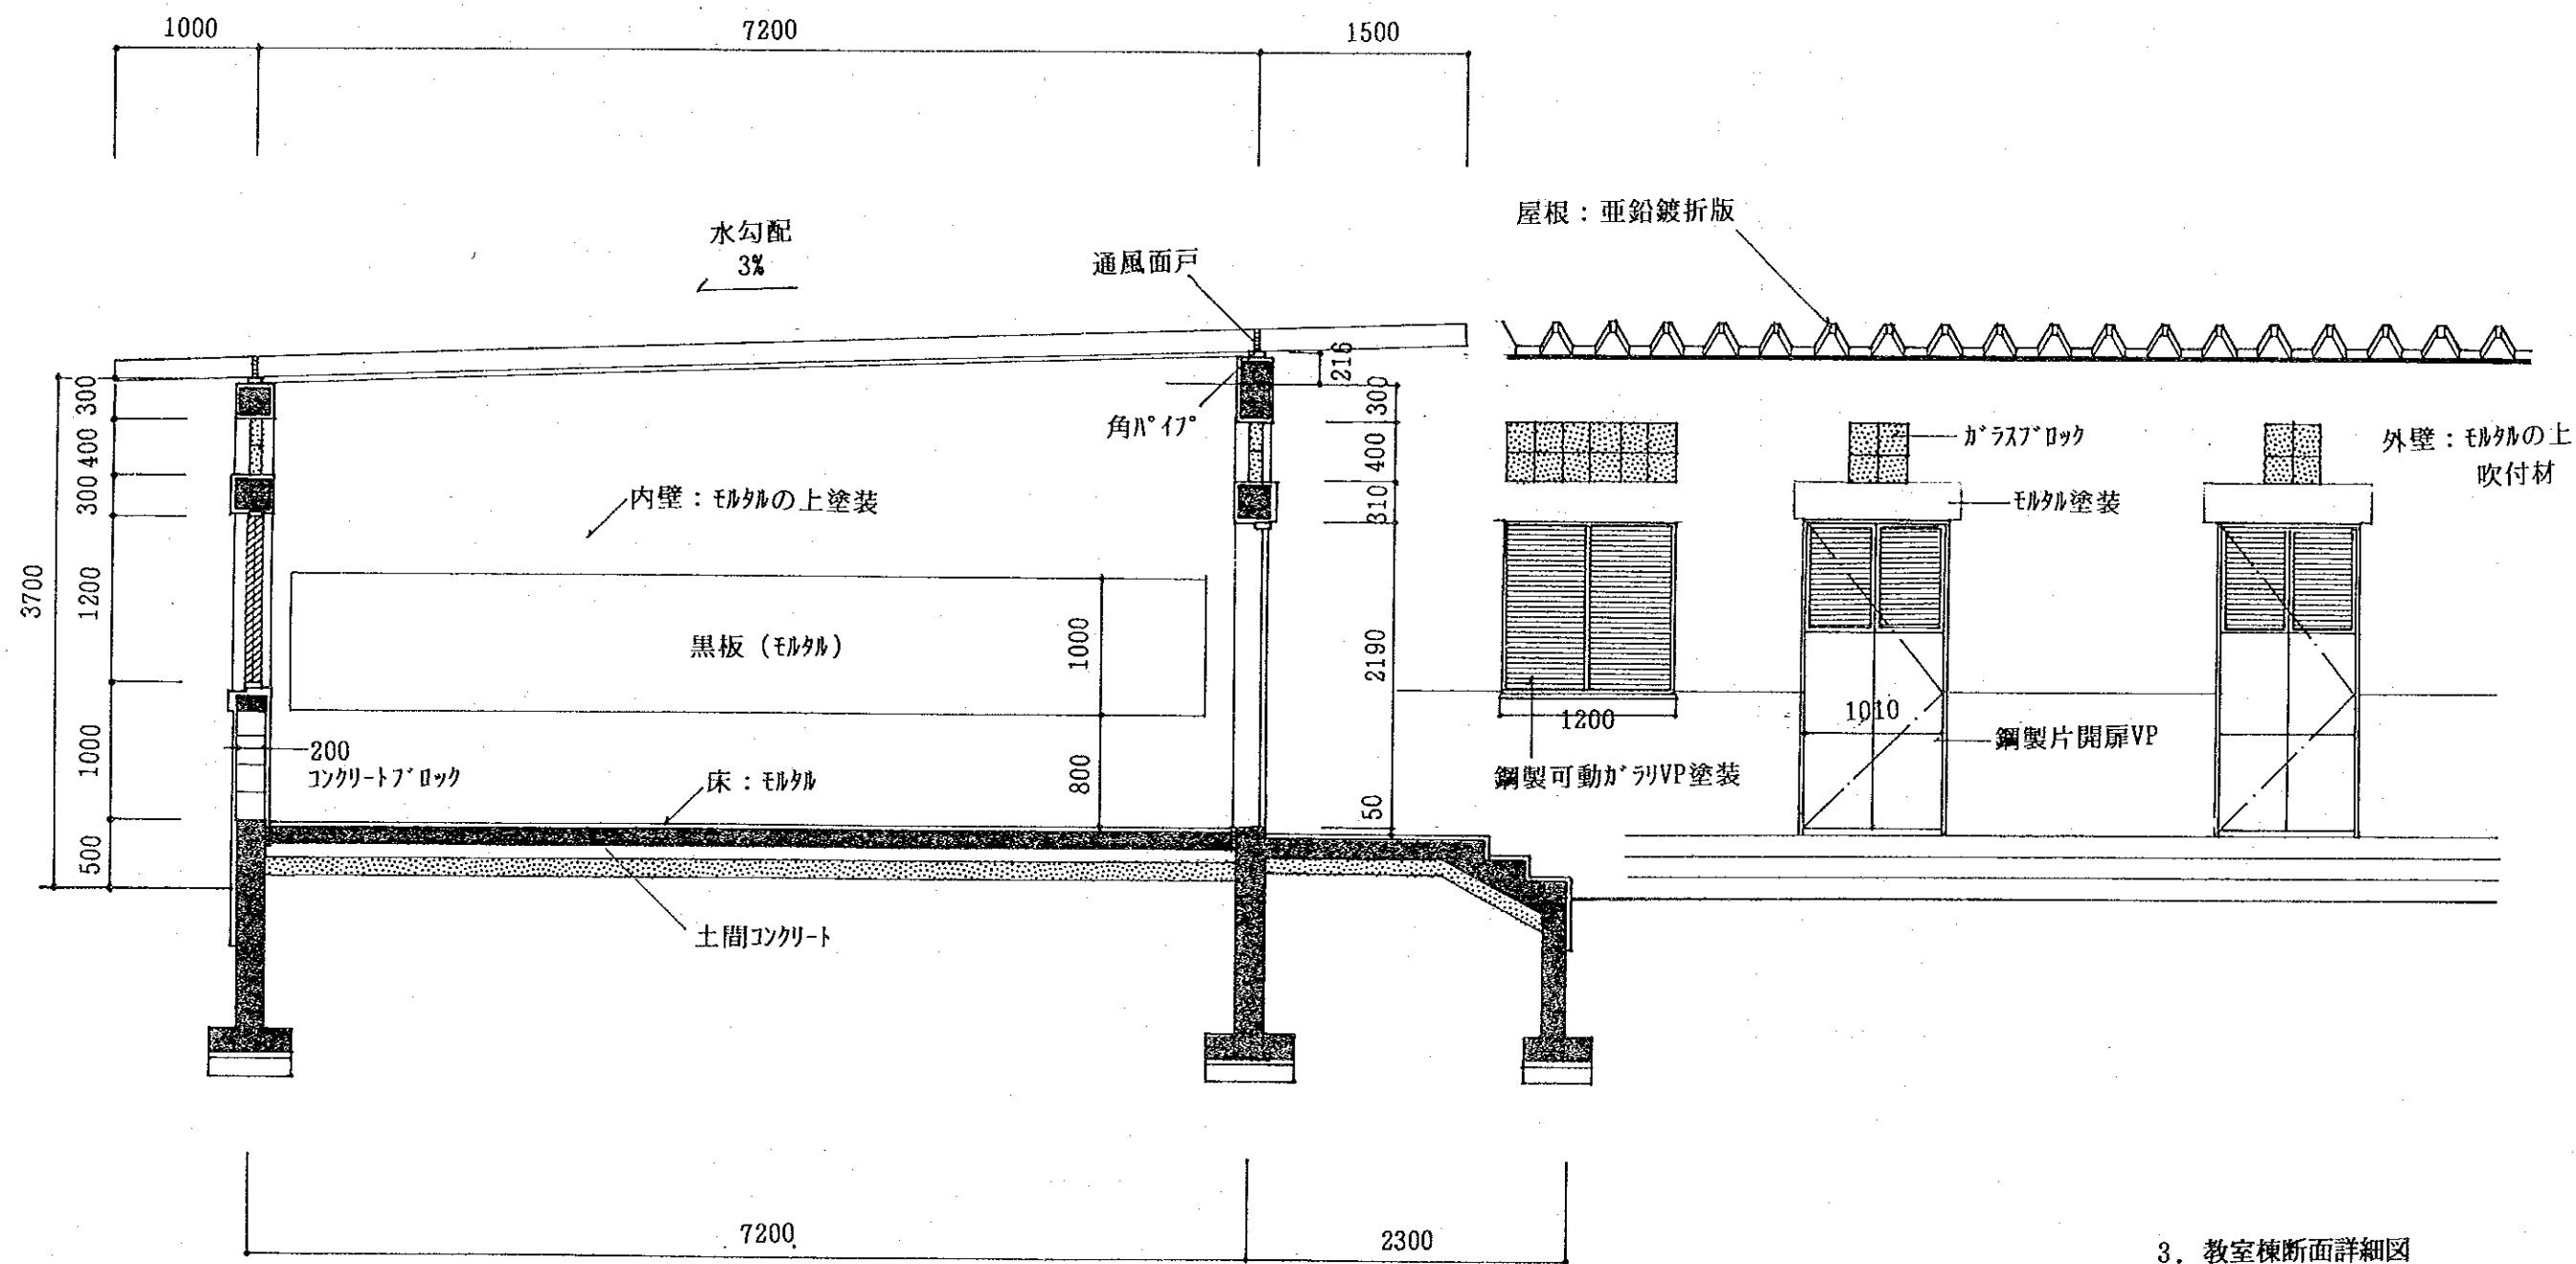 1000
7200
1500
屋根：亜鉛鍍折版
水勾配
3%
通風面戸
216
角パイプ
300
400
300
1200
1000
500
3700
300
400
310
2190
50
ガラスブロック
外壁：モルタルの上
吹付材
内壁：モルタルの上塗装
モルタル塗装
黒板（モルタル）
1000
800
1200
1010
鋼製片開扉VP
鋼製可動ガラリVP塗装
200
コンクリートブロック
床：モルタル
土間コンクリート
7200
2300
3. 教室棟断面詳細図